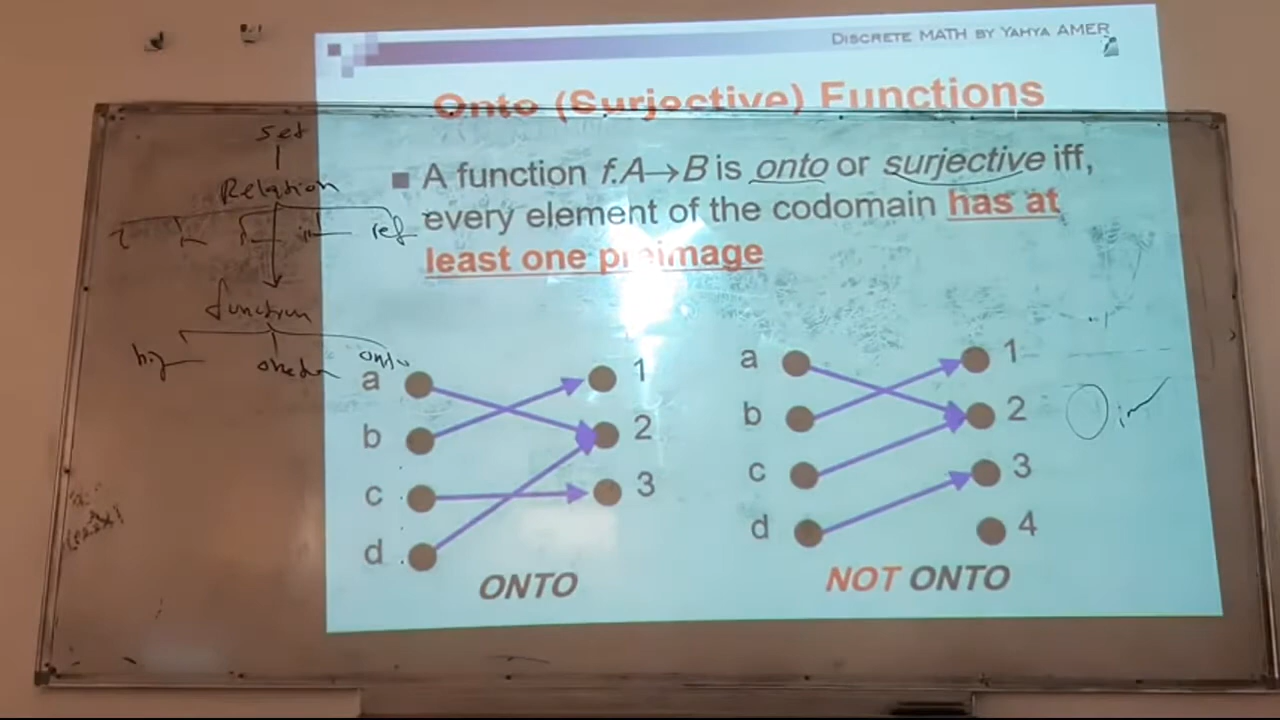 DISCRETE MATH BY YAHYA AMER
Onto (Surjective) Functions
A function f:A→B is onto or surjective iff,
every element of the codomain has at
least one preimage
set
Relation
ref
function
onto
a
b
c
d
1
2
3
ONTO
a
b
c
d
1
2
3
4
NOT ONTO